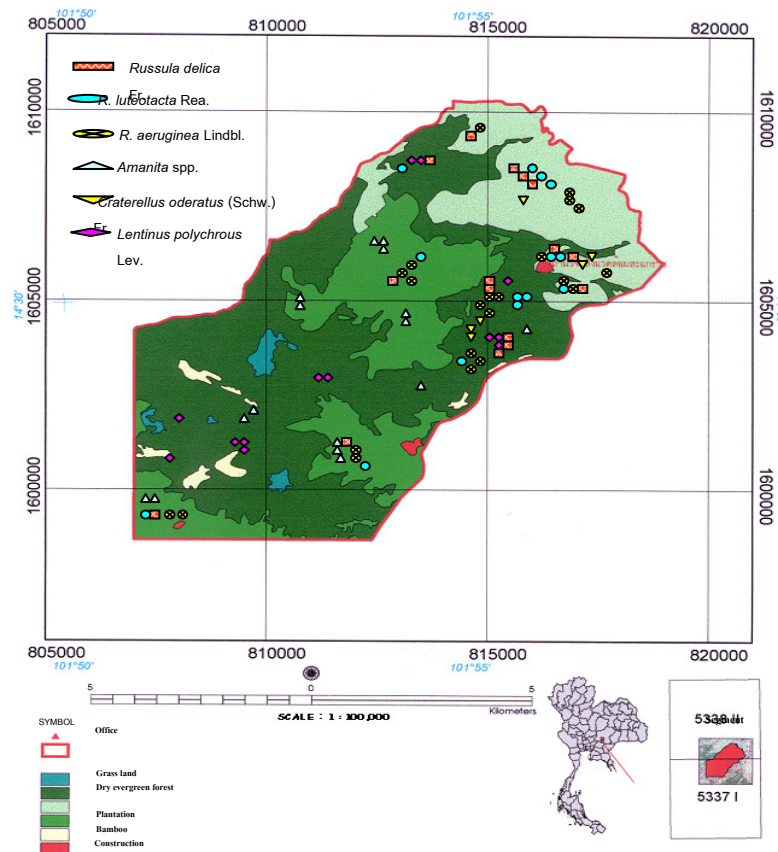 101°50' 101°55'
805000 810000 815000 820000
Russula delica
Fr.
R. luteotacta Rea.
R. aeruginea Lindbl.
Amanita spp.
Craterellus oderatus (Schw.)
Fr.
Lentinus polychrous
Lev.
1610000 1610000
14°30'
1605000 1605000
1600000 1600000
805000 810000 815000 820000
101°50' 101°55'
5 0 5
Kilometers
SCALE : 1 : 100,000
SYMBOL
Office
Grass land
Dry evergreen forest
Plantation
Bamboo
Construction
5338 II
Segment
5337 I